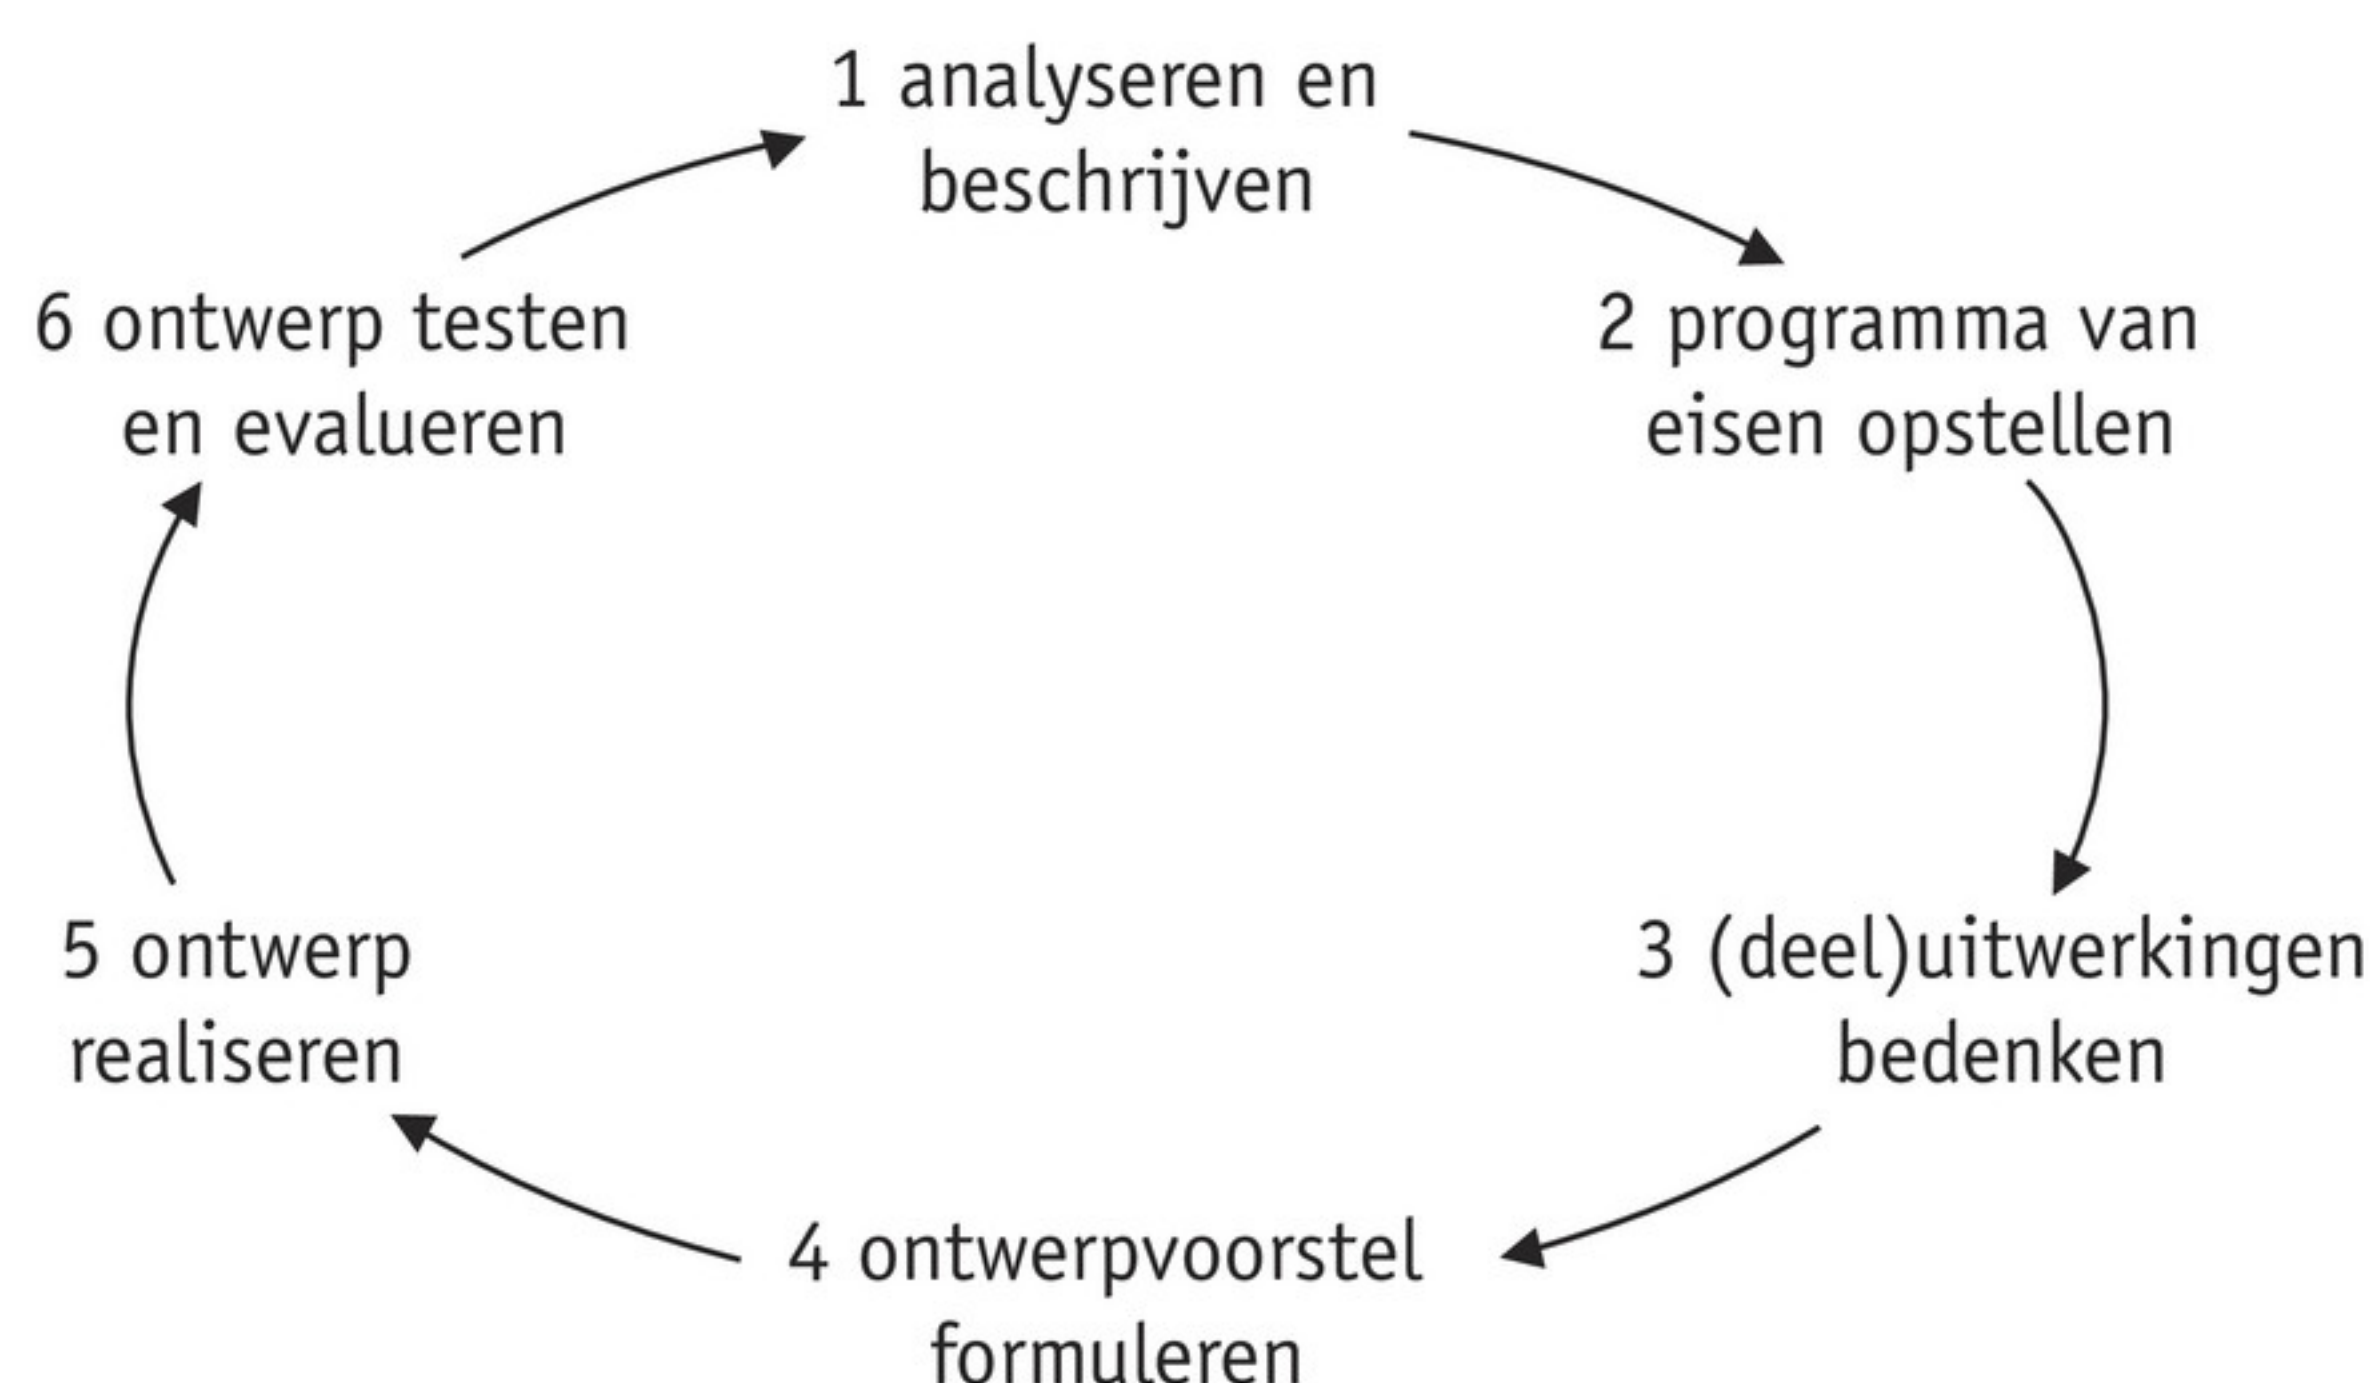 1 analyseren en
beschrijven
2 programma van
eisen opstellen
3 (deel)uitwerkingen
bedenken
4 ontwerpvoorstel
formuleren
5 ontwerp
realiseren
6 ontwerp testen
en evalueren